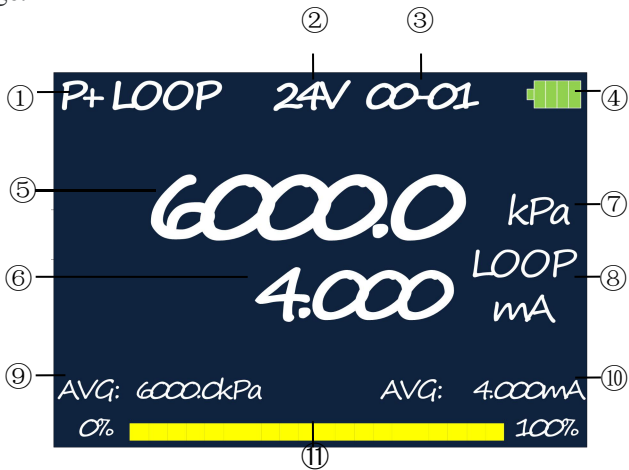 ② ③
① P+ LOOP 24V 00-01 ④
⑤ 6000.0 kPa ⑦
⑥ 4.000 LOOP mA ⑧
⑨ ⑩
AVG: 6000.0kPa AVG: 4.000mA
0% 100%
⑪